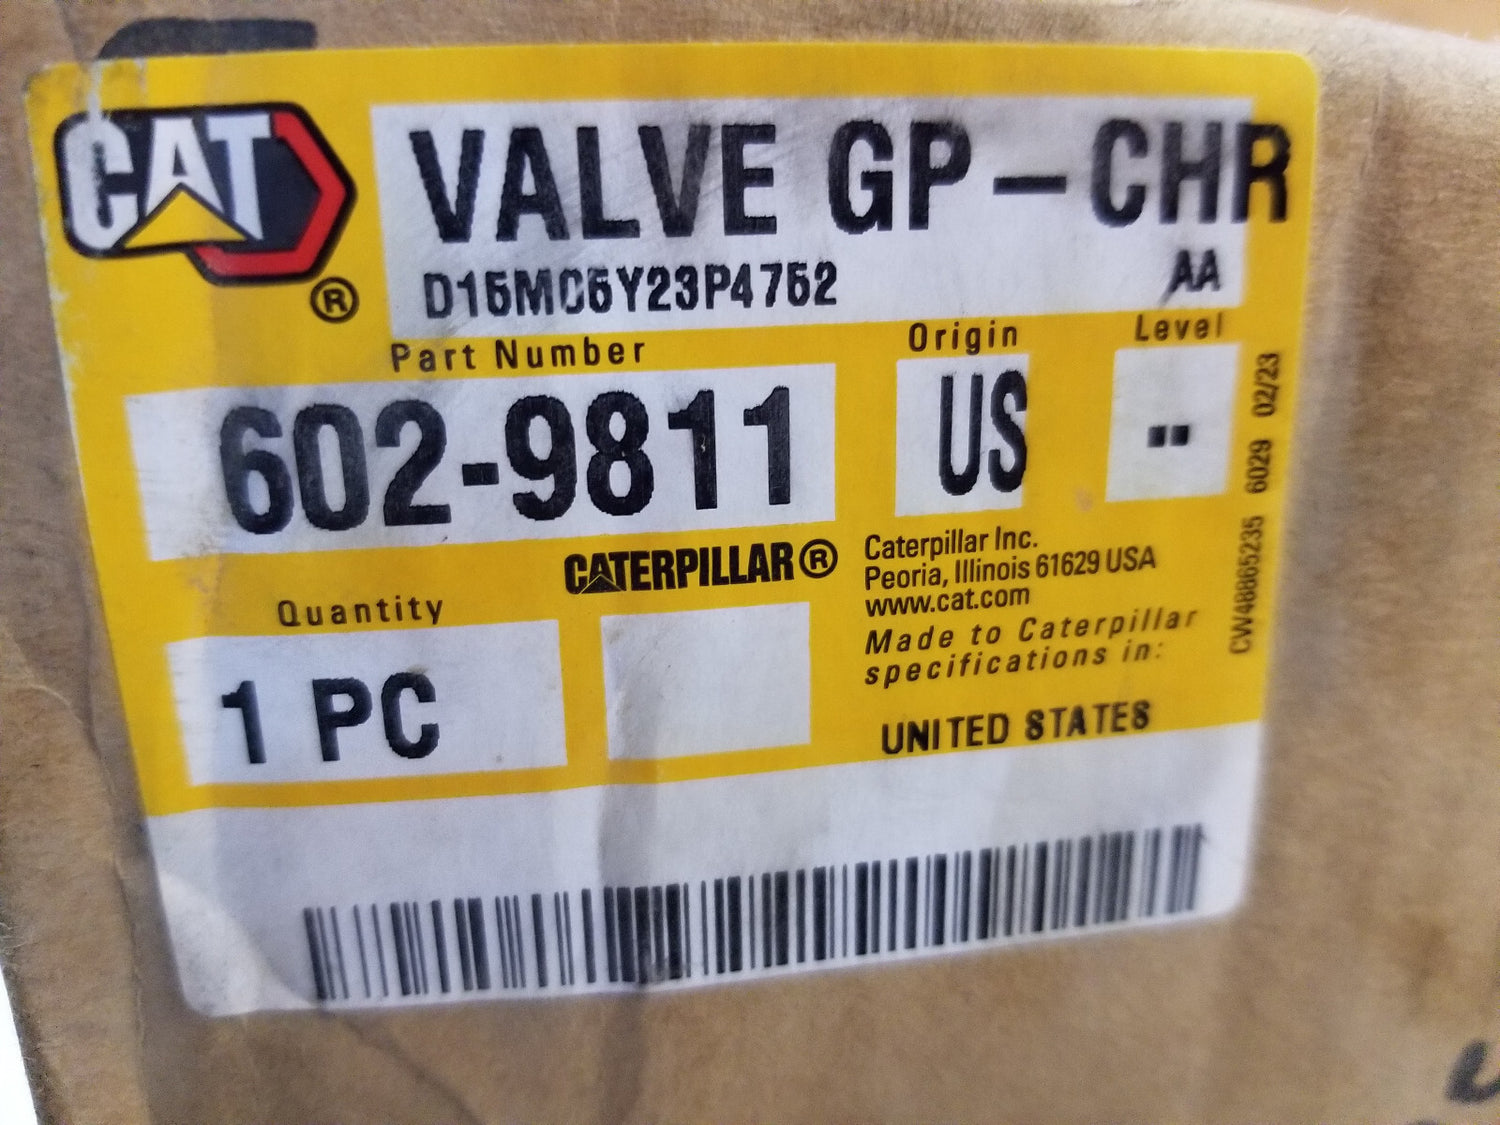 CAT
VALVE GP-CHR
D15M05Y23P4752 AA
®
Part Number Origin Level
602-9811 US --
CATERPILLAR®
Caterpillar Inc.
Peoria, Illinois 61629 USA
www.cat.com
Made to Caterpillar
specifications in:
UNITED STATES
Quantity
1 PC
CW48865235 6029 02/23